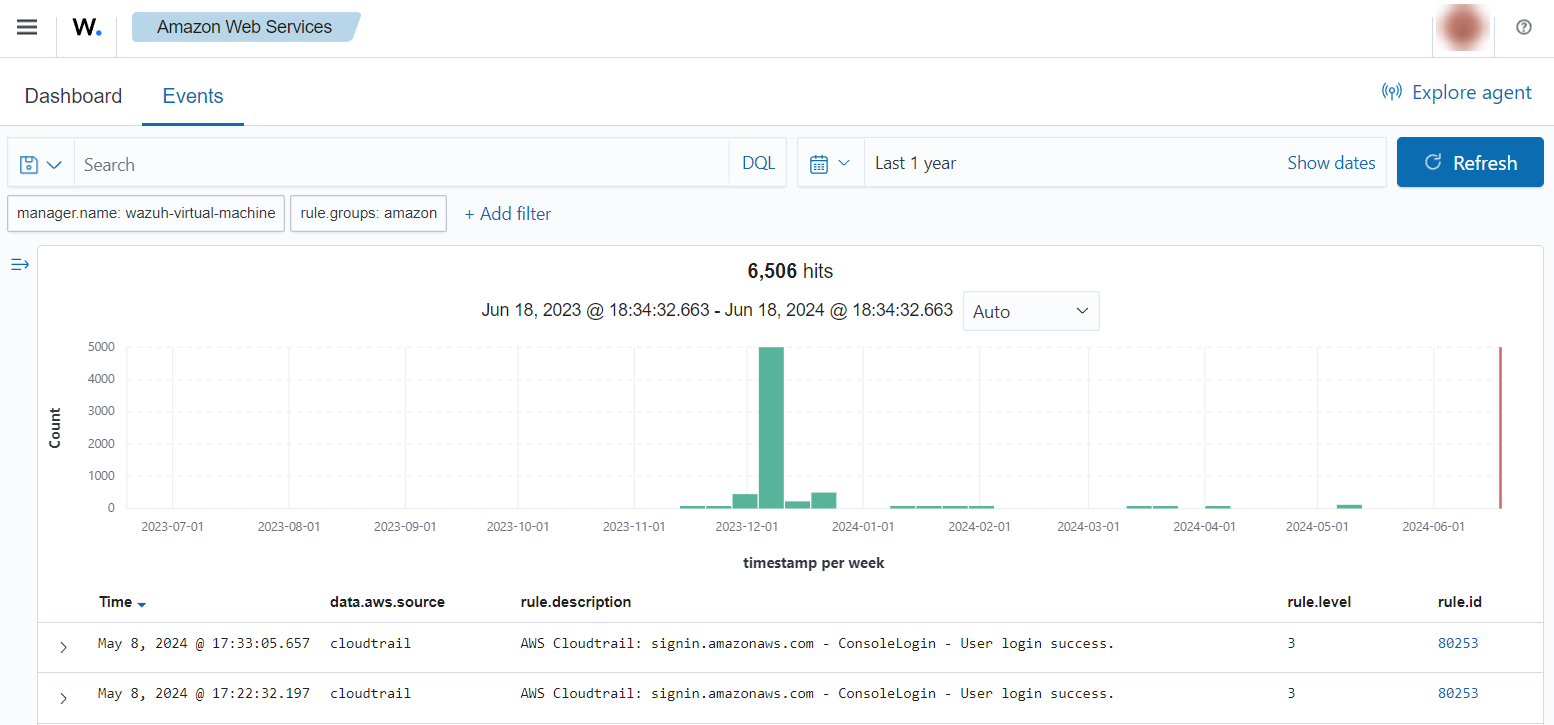 W. Amazon Web Services
Dashboard Events Explore agent
Search DQL Last 1 year Show dates Refresh
manager.name: wazuh-virtual-machine rule.groups: amazon + Add filter
6,506 hits
Jun 18, 2023 @ 18:34:32.663 - Jun 18, 2024 @ 18:34:32.663 Auto
Count
5000
4000
3000
2000
1000
0
2023-07-01 2023-08-01 2023-09-01 2023-10-01 2023-11-01 2023-12-01 2024-01-01 2024-02-01 2024-03-01 2024-04-01 2024-05-01 2024-06-01
timestamp per week
Time data.aws.source rule.description rule.level rule.id
May 8, 2024 @ 17:33:05.657 cloudtrail AWS Cloudtrail: signin.amazonaws.com - ConsoleLogin - User login success. 3 80253
May 8, 2024 @ 17:22:32.197 cloudtrail AWS Cloudtrail: signin.amazonaws.com - ConsoleLogin - User login success. 3 80253